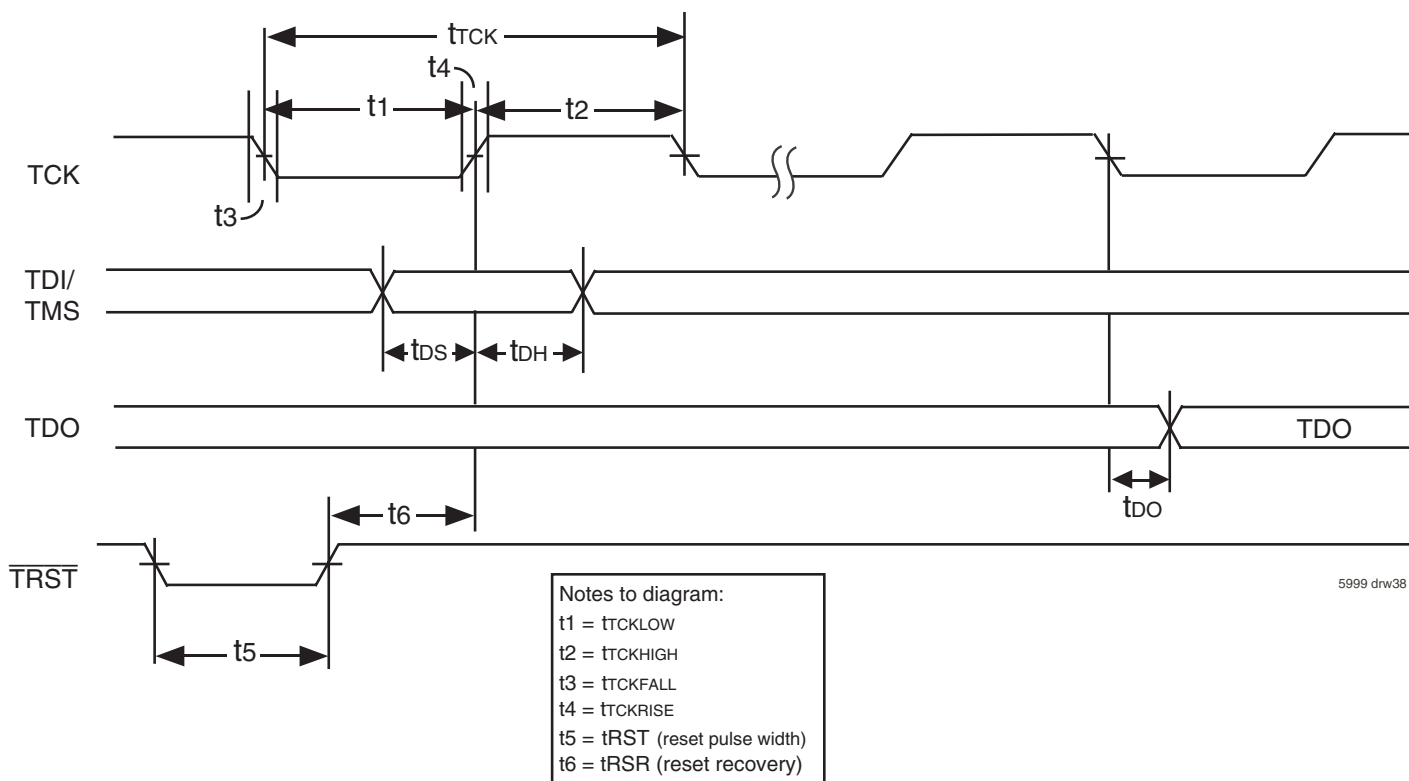 tTCK
t4
t1
t2
TCK
t3
TDI/
TMS
tDS
tDH
TDO
TDO
tDO
t6
TRST
5999 drw38
t5
Notes to diagram:
t1 = tTCKLOW
t2 = tTCKHIGH
t3 = tTCKFALL
t4 = tTCKRISE
t5 = tRST (reset pulse width)
t6 = tRSR (reset recovery)